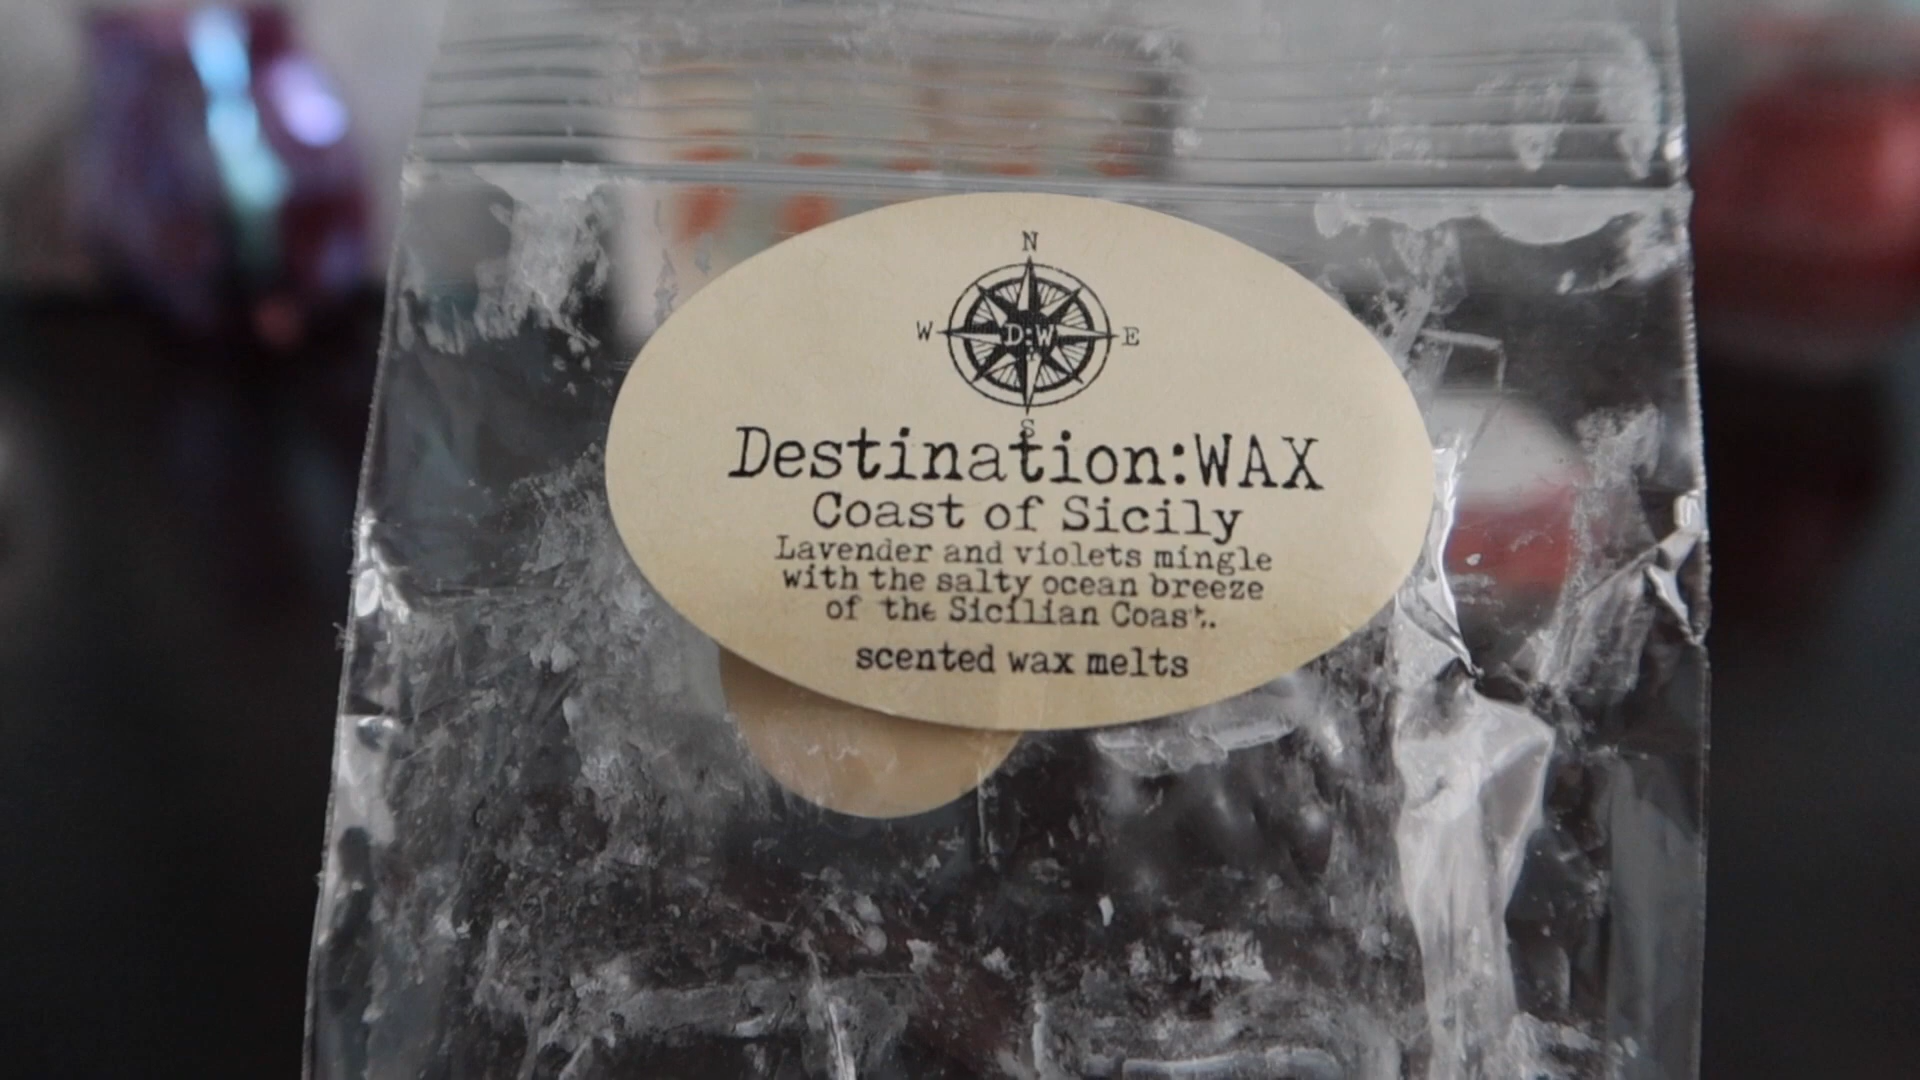 N
W D:W E
S
Destination:WAX
Coast of Sicily
Lavender and violets mingle
with the salty ocean breeze
of the Sicilian Coast.
scented wax melts